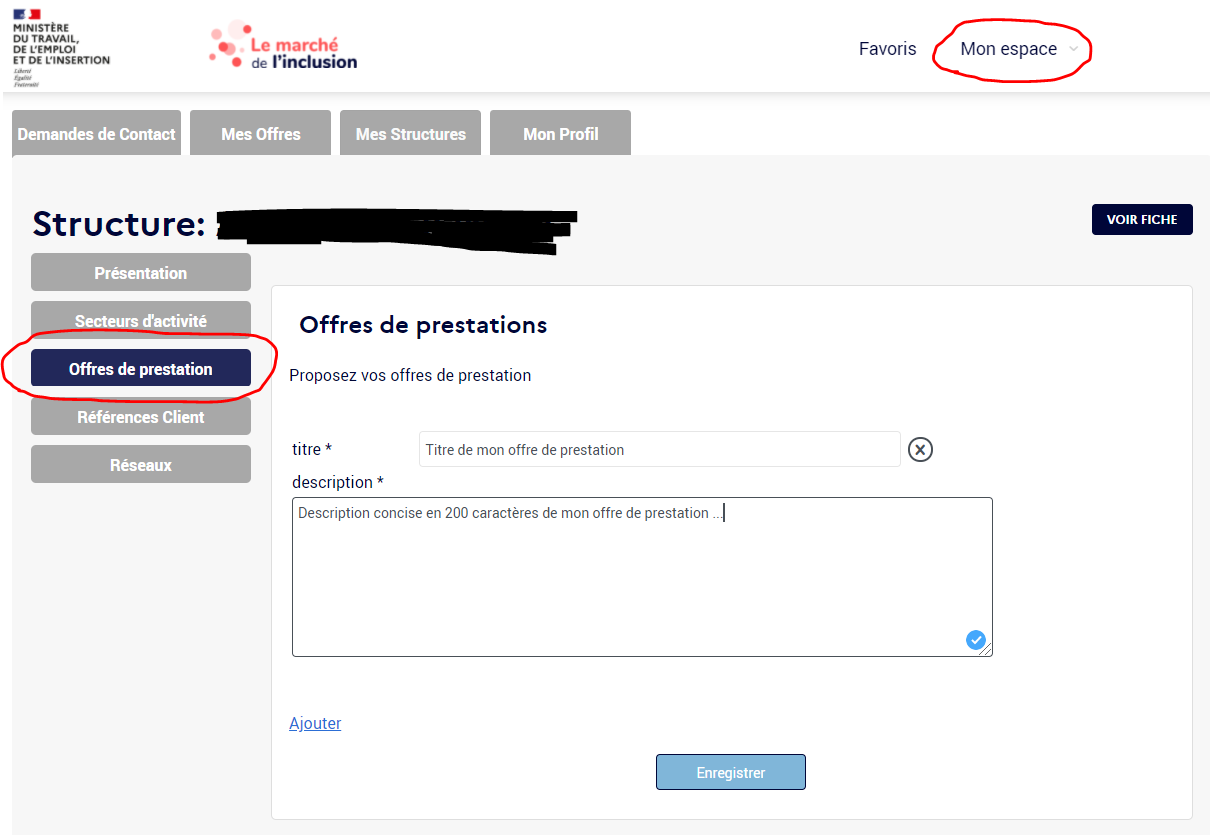 MINISTÈRE
DU TRAVAIL,
DE L'EMPLOI
ET DE L'INSERTION
Liberté
Égalité
Fraternité
Le marché
de l'inclusion
Favoris
Mon espace
Demandes de Contact
Mes Offres
Mes Structures
Mon Profil
Structure:
VOIR FICHE
Présentation
Secteurs d'activité
Offres de prestation
Références Client
Réseaux
Offres de prestations
Proposez vos offres de prestation
titre *
Titre de mon offre de prestation
description *
Description concise en 200 caractères de mon offre de prestation ...
Ajouter
Enregistrer